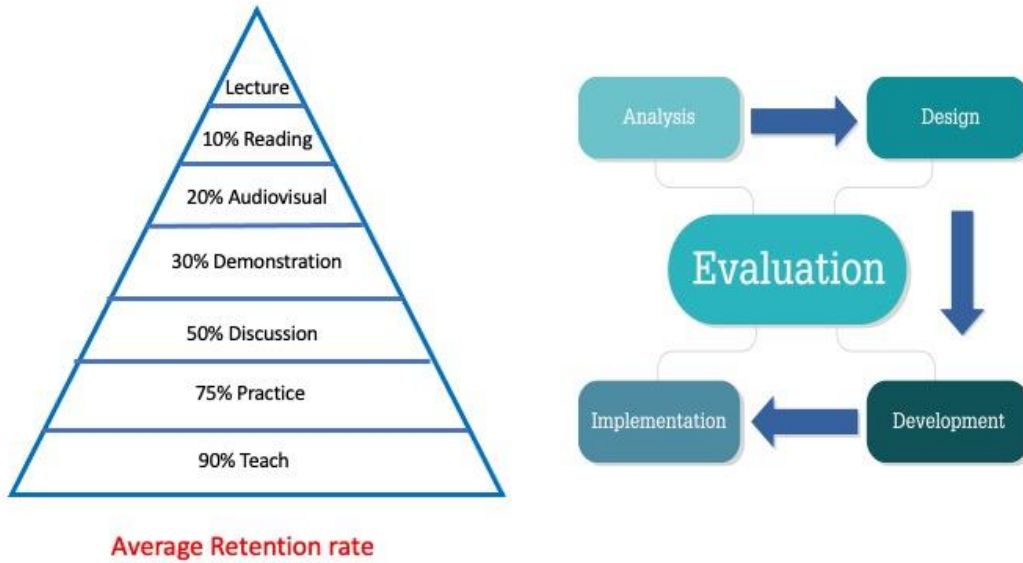 Lecture
10% Reading
20% Audiovisual
30% Demonstration
50% Discussion
75% Practice
90% Teach
Average Retention rate
Analysis
Design
Evaluation
Implementation
Development